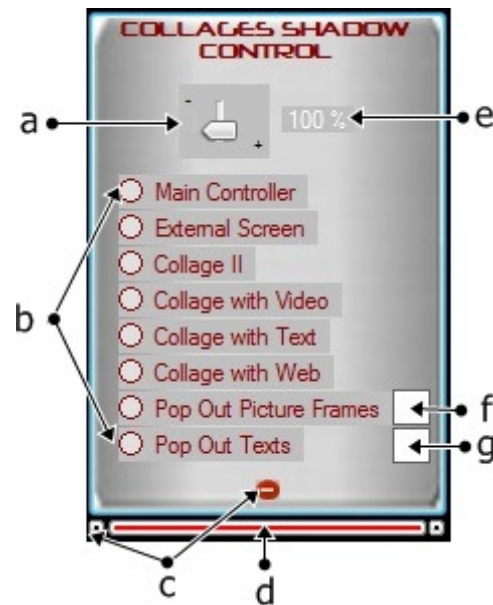 COLLAGES SHADOW
CONTROL
a
-
+
100 %
e
Main Controller
External Screen
Collage II
b
Collage with Video
Collage with Text
Collage with Web
Pop Out Picture Frames
f
Pop Out Texts
g
c
d